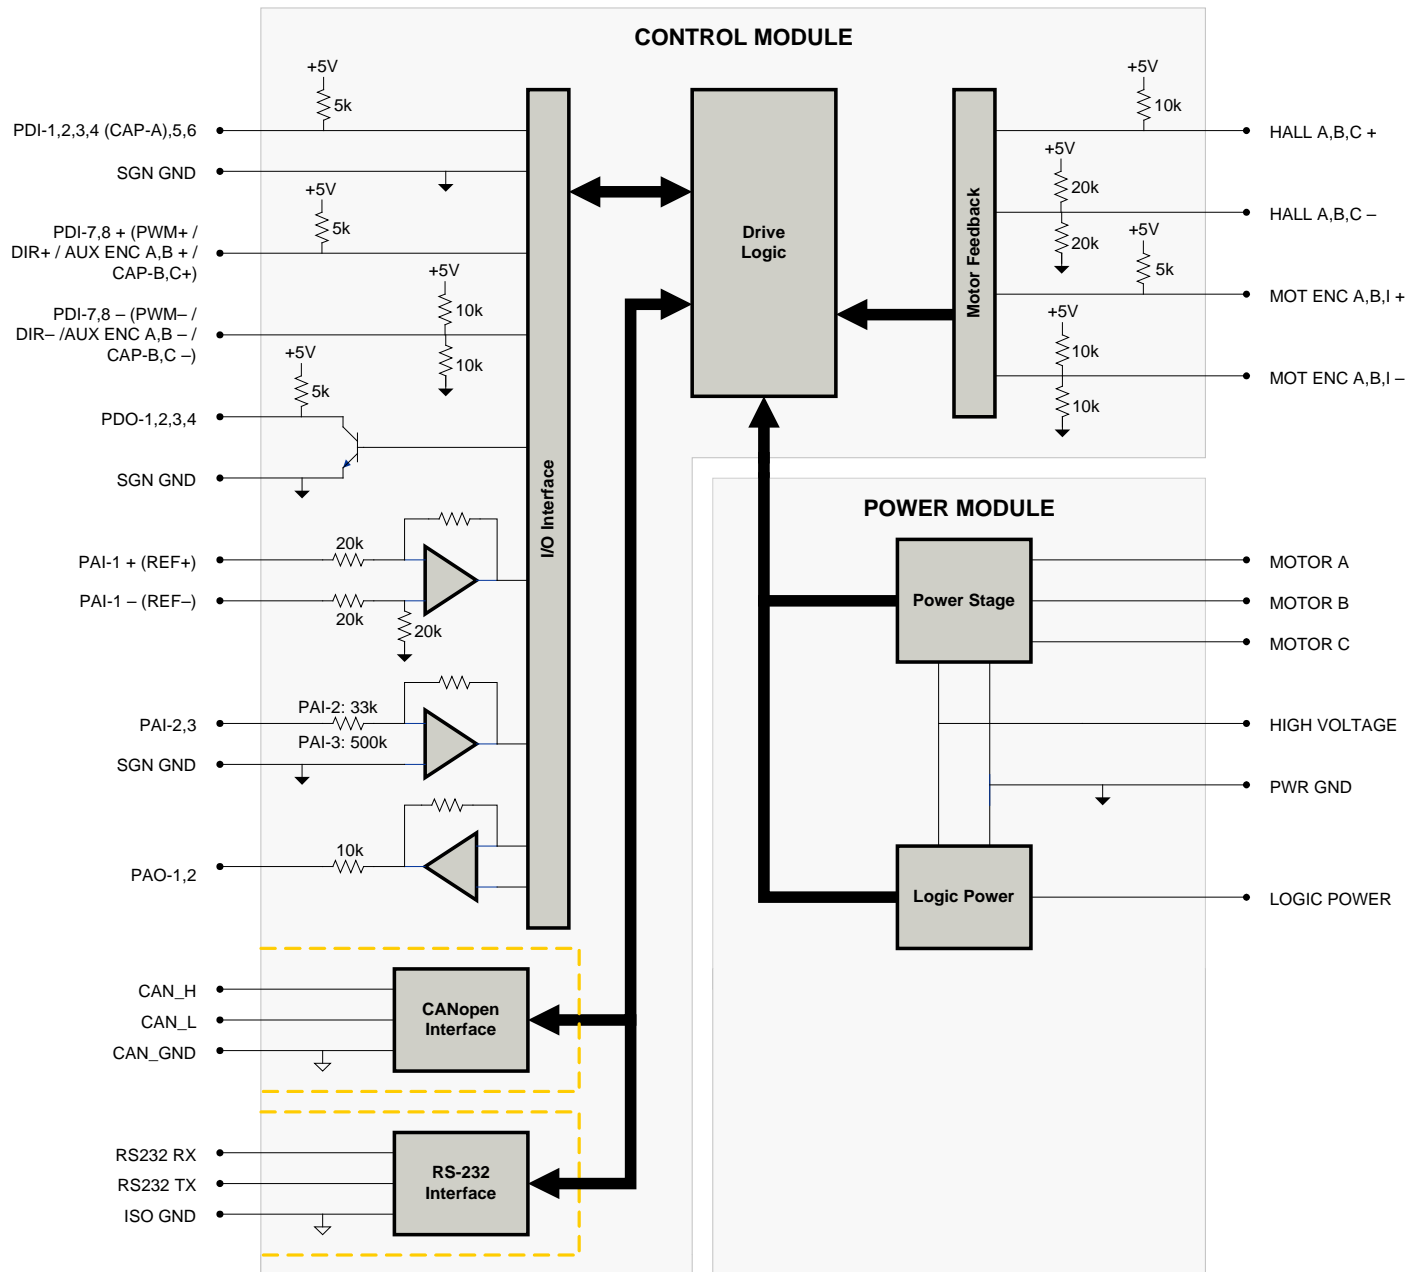 CONTROL MODULE
+5V
5k
PDI-1,2,3,4 (CAP-A),5,6
SGN GND
+5V
5k
PDI-7,8 + (PWM+ /
DIR+ / AUX ENC A,B + /
CAP-B,C+)
+5V
10k
10k
PDI-7,8 – (PWM– /
DIR– /AUX ENC A,B – /
CAP-B,C –)
+5V
5k
PDO-1,2,3,4
SGN GND
20k
PAI-1 + (REF+)
PAI-1 – (REF–)
20k
20k
PAI-2: 33k
PAI-2,3
PAI-3: 500k
SGN GND
10k
PAO-1,2
I/O Interface
CAN_H
CAN_L
CAN_GND
CANopen
Interface
RS232 RX
RS232 TX
ISO GND
RS-232
Interface
Drive
Logic
Motor Feedback
+5V
10k
HALL A,B,C +
+5V
20k
HALL A,B,C –
20k
+5V
5k
MOT ENC A,B,I +
+5V
10k
MOT ENC A,B,I –
10k
POWER MODULE
Power Stage
MOTOR A
MOTOR B
MOTOR C
HIGH VOLTAGE
PWR GND
Logic Power
LOGIC POWER